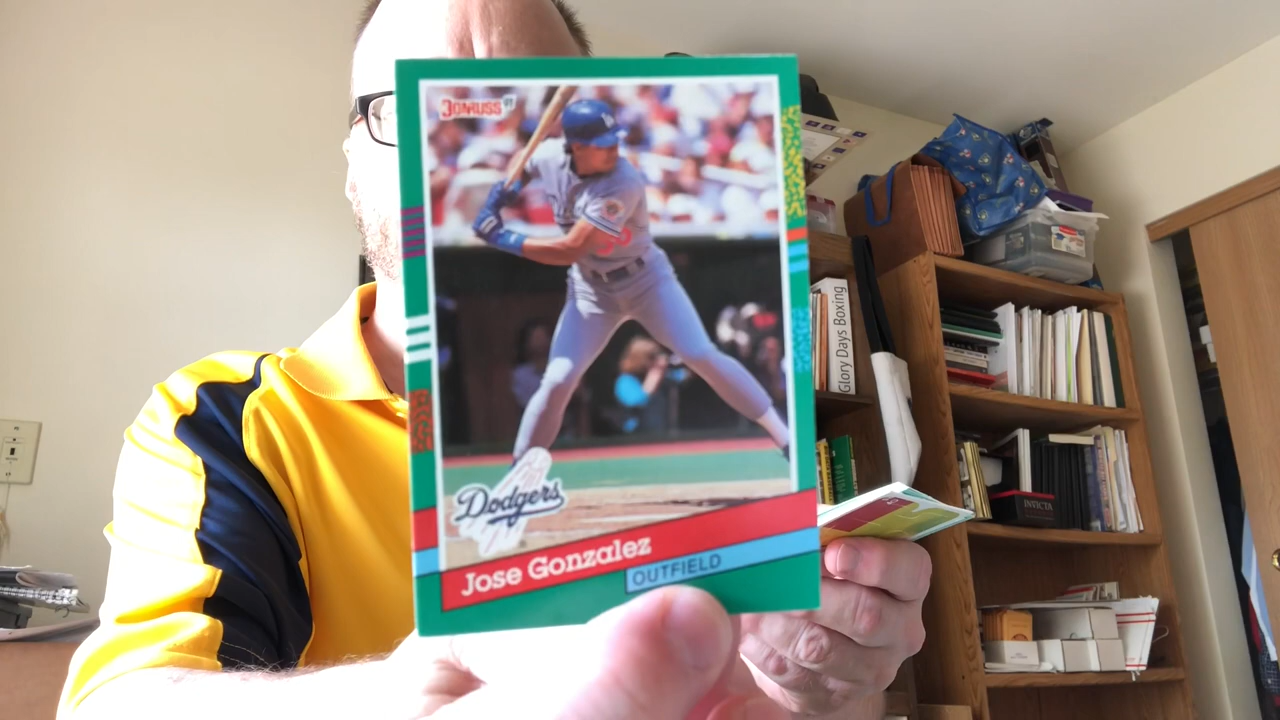 DONRUSS 91
Dodgers
Jose Gonzalez
OUTFIELD
Glory Days Boxing
INVICTA